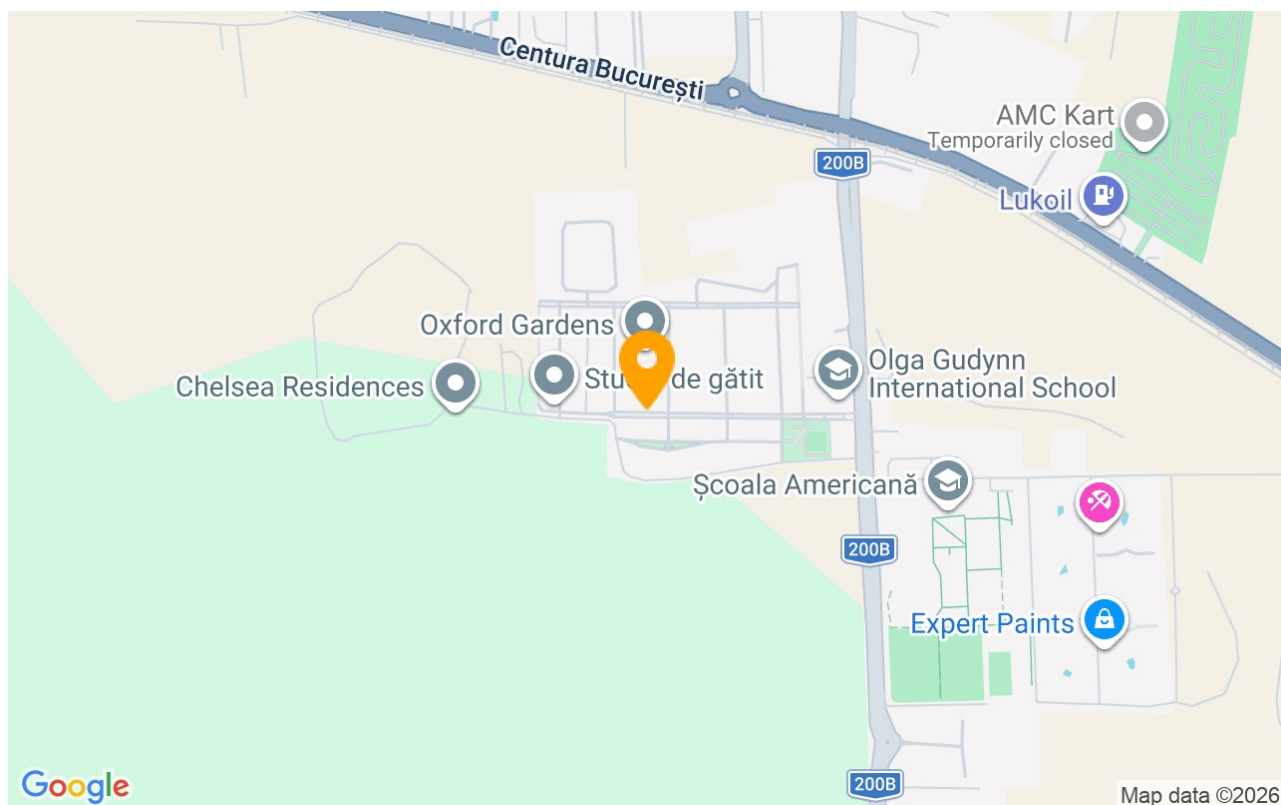 Centura București
AMC Kart
Temporarily closed
200B
Lukoil
Oxford Gardens
Olga Gudynn
International School
Chelsea Residences
de gătit
Școala Americană
200B
Expert Paints
200B
Google
Map data ©2026